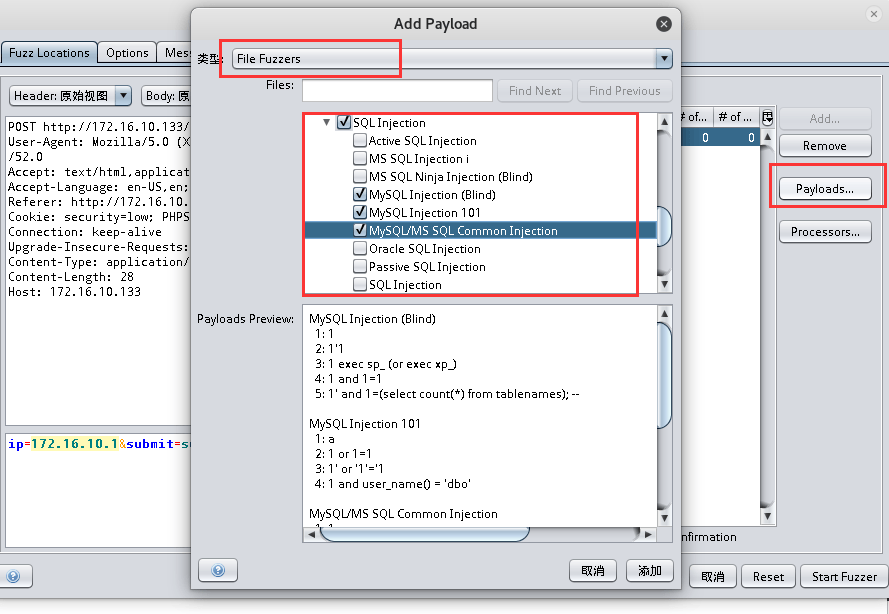 Add Payload
Fuzz Locations
Options
类型:
File Fuzzers
Header: 原始视图
Body:
Files:
Find Next
Find Previous
POST http://172.16.10.133/
User-Agent: Mozilla/5.0 (X
/52.0
Accept: text/html,applicat
Accept-Language: en-US,en;
Referer: http://172.16.10.
Cookie: security=low; PHPS
Connection: keep-alive
Upgrade-Insecure-Requests:
Content-Type: application/
Content-Length: 28
Host: 172.16.10.133
SQL Injection
Active SQL Injection
MS SQL Injection i
MS SQL Ninja Injection (Blind)
MySQL Injection (Blind)
MySQL Injection 101
MySQL/MS SQL Common Injection
Oracle SQL Injection
Passive SQL Injection
SQL Injection
# of...
# of ...
0
0
Add...
Remove
Payloads...
Processors...
Payloads Preview:
MySQL Injection (Blind)
1: 1
2: 1'1
3: 1 exec sp_ (or exec xp_)
4: 1 and 1=1
5: 1' and 1=(select count(*) from tablenames); --
MySQL Injection 101
1: a
2: 1 or 1=1
3: 1' or '1'='1
4: 1 and user_name() = 'dbo'
MySQL/MS SQL Common Injection
ip=172.16.10.1&submit=su
nfirmation
取消
添加
取消
Reset
Start Fuzzer